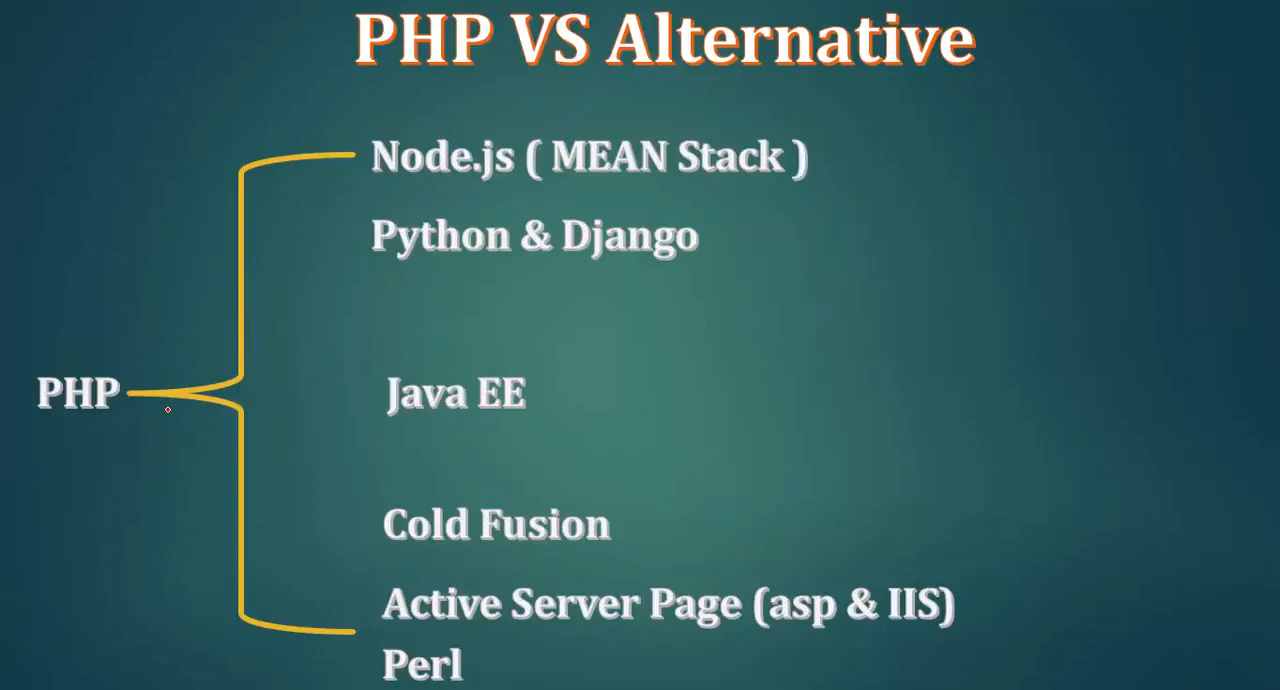 PHP VS Alternative
Node.js ( MEAN Stack )
Python & Django
PHP
Java EE
Cold Fusion
Active Server Page (asp & IIS)
Perl